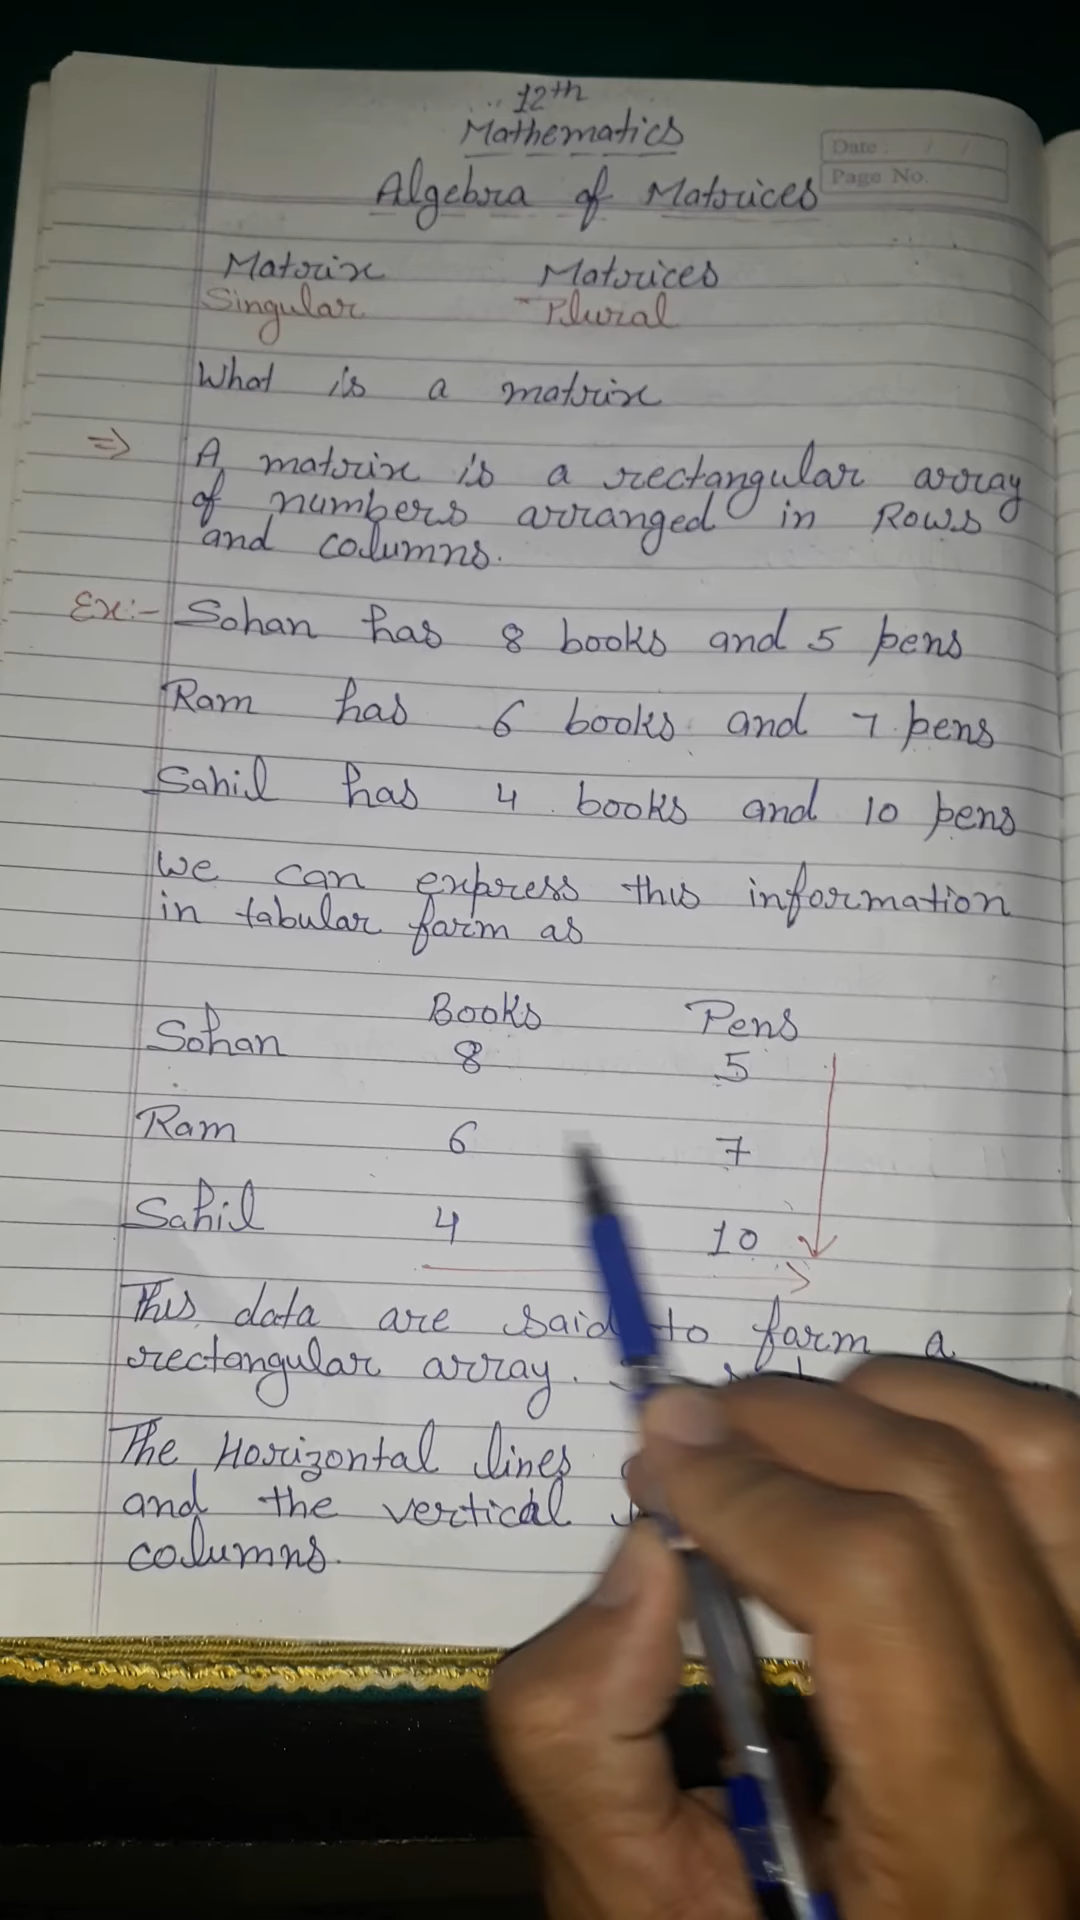 12th
Mathematics
Date : / /
Page No.
Algebra of Matrices
Matrix Matrices
Singular Plural
What is a matrix
⇒ A matrix is a rectangular array
of numbers arranged in Rows
and columns.
Ex:- Sohan has 8 books and 5 pens
Ram has 6 books and 7 pens
Sahil has 4 books and 10 pens
we can express this information
in tabular farm as
Books Pens
Sohan 8 5
Ram 6 7
Sahil 4 10
This data are said to farm a
rectangular array.
The Horizontal lines
and the vertical
columns.